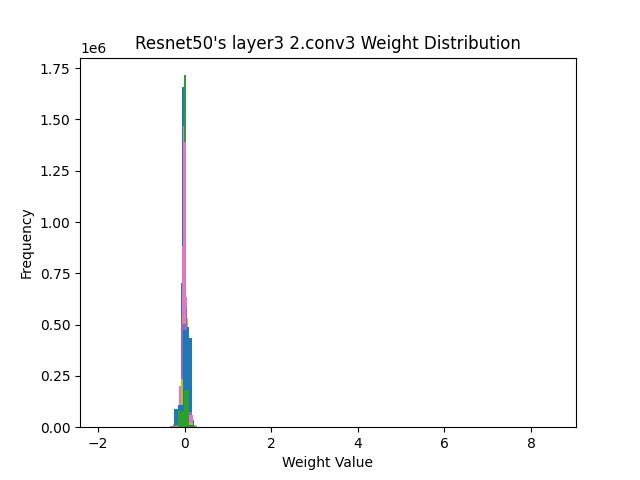 Resnet50's layer3 2.conv3 Weight Distribution
1e6
1.75
1.50
1.25
1.00
0.75
0.50
0.25
0.00
Frequency
−2 0 2 4 6 8
Weight Value